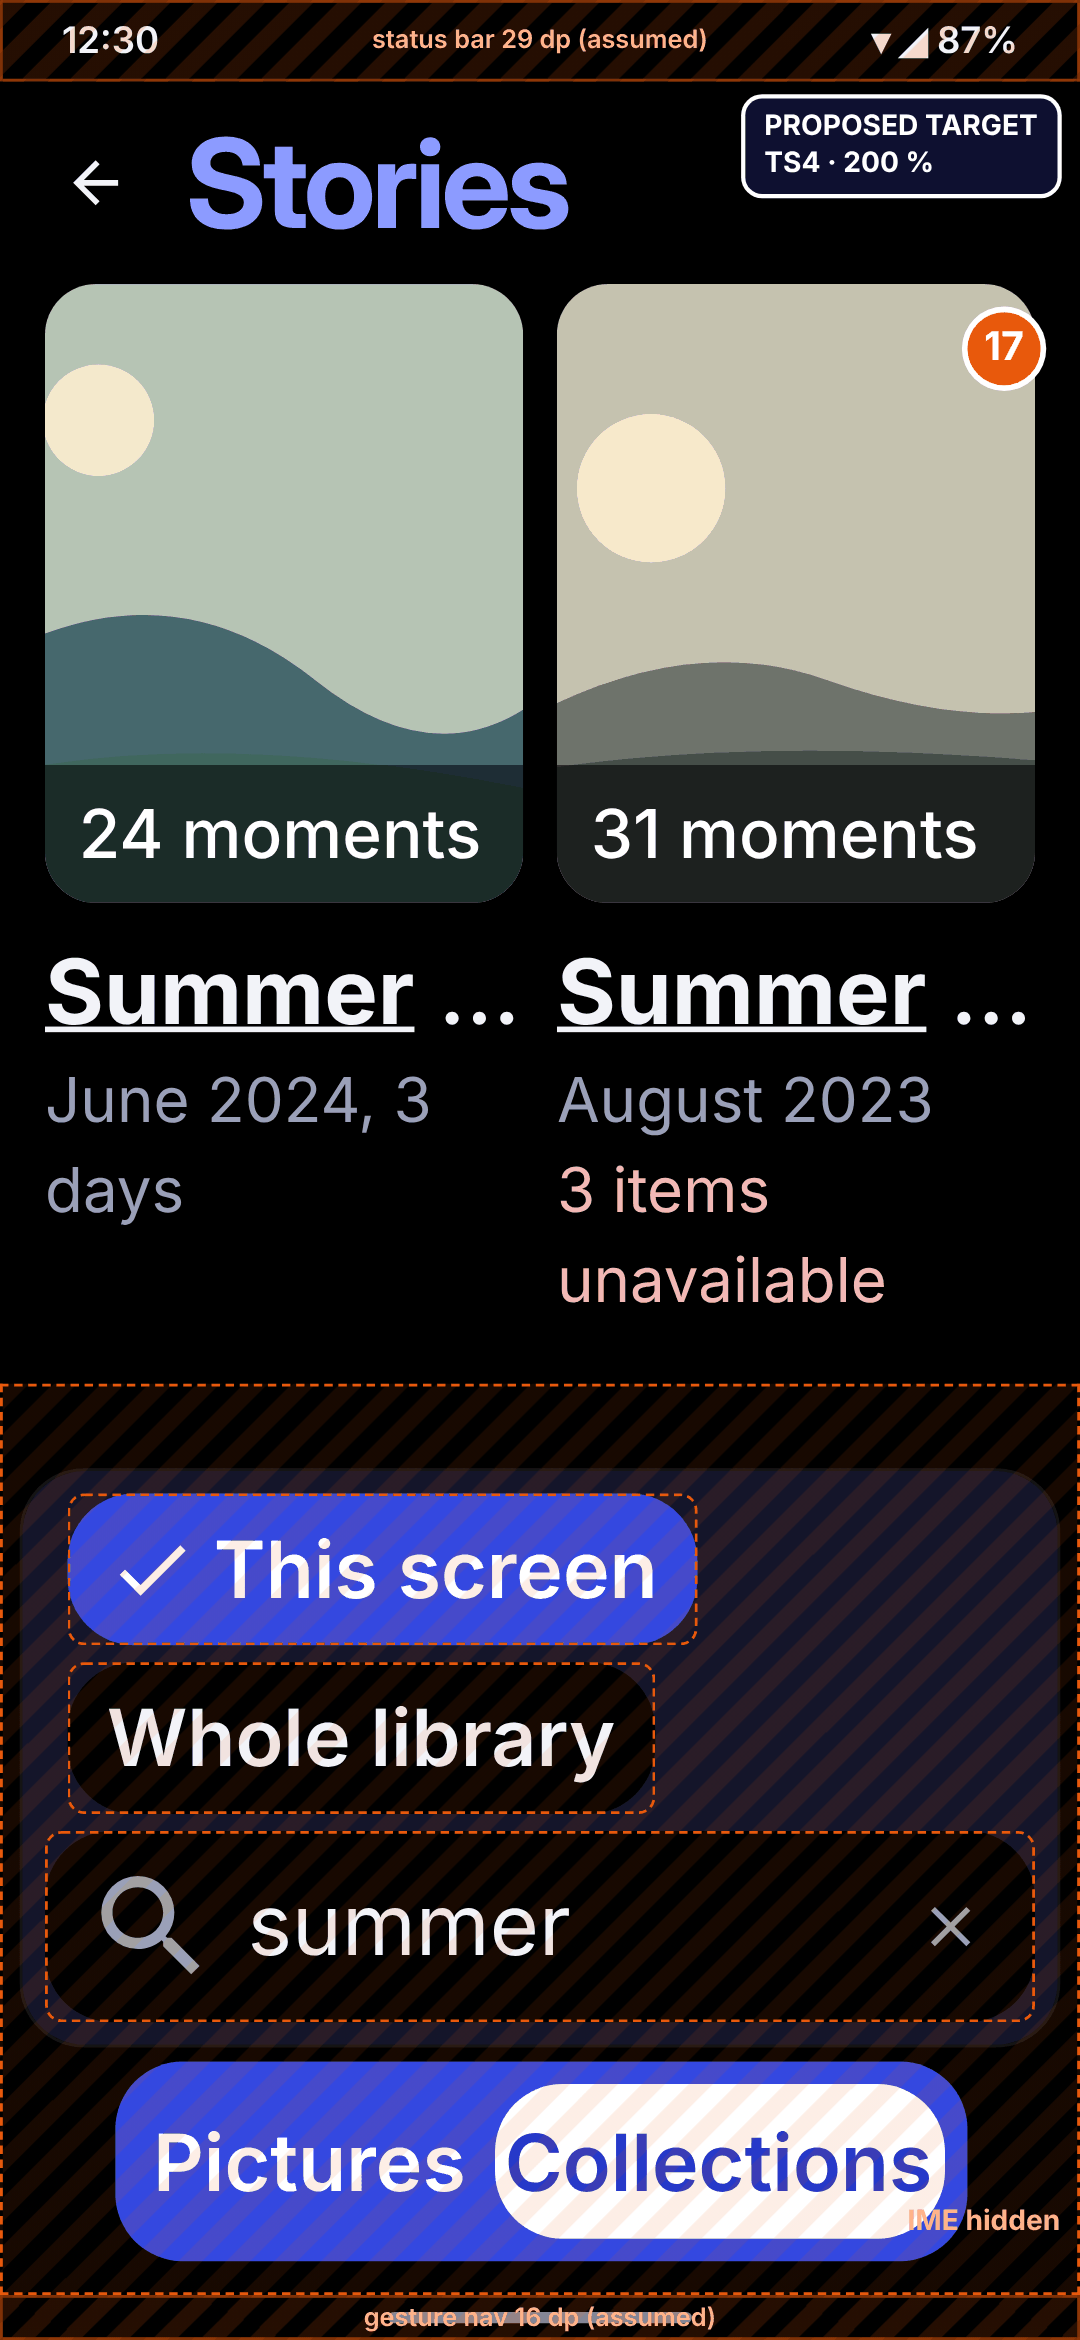 12:30
status bar 29 dp (assumed)
87%
PROPOSED TARGET
TS4 · 200 %
Stories
17
24 moments
31 moments
Summer ...
Summer ...
June 2024, 3
days
August 2023
3 items
unavailable
This screen
Whole library
summer
Pictures
Collections
IME hidden
gesture nav 16 dp (assumed)